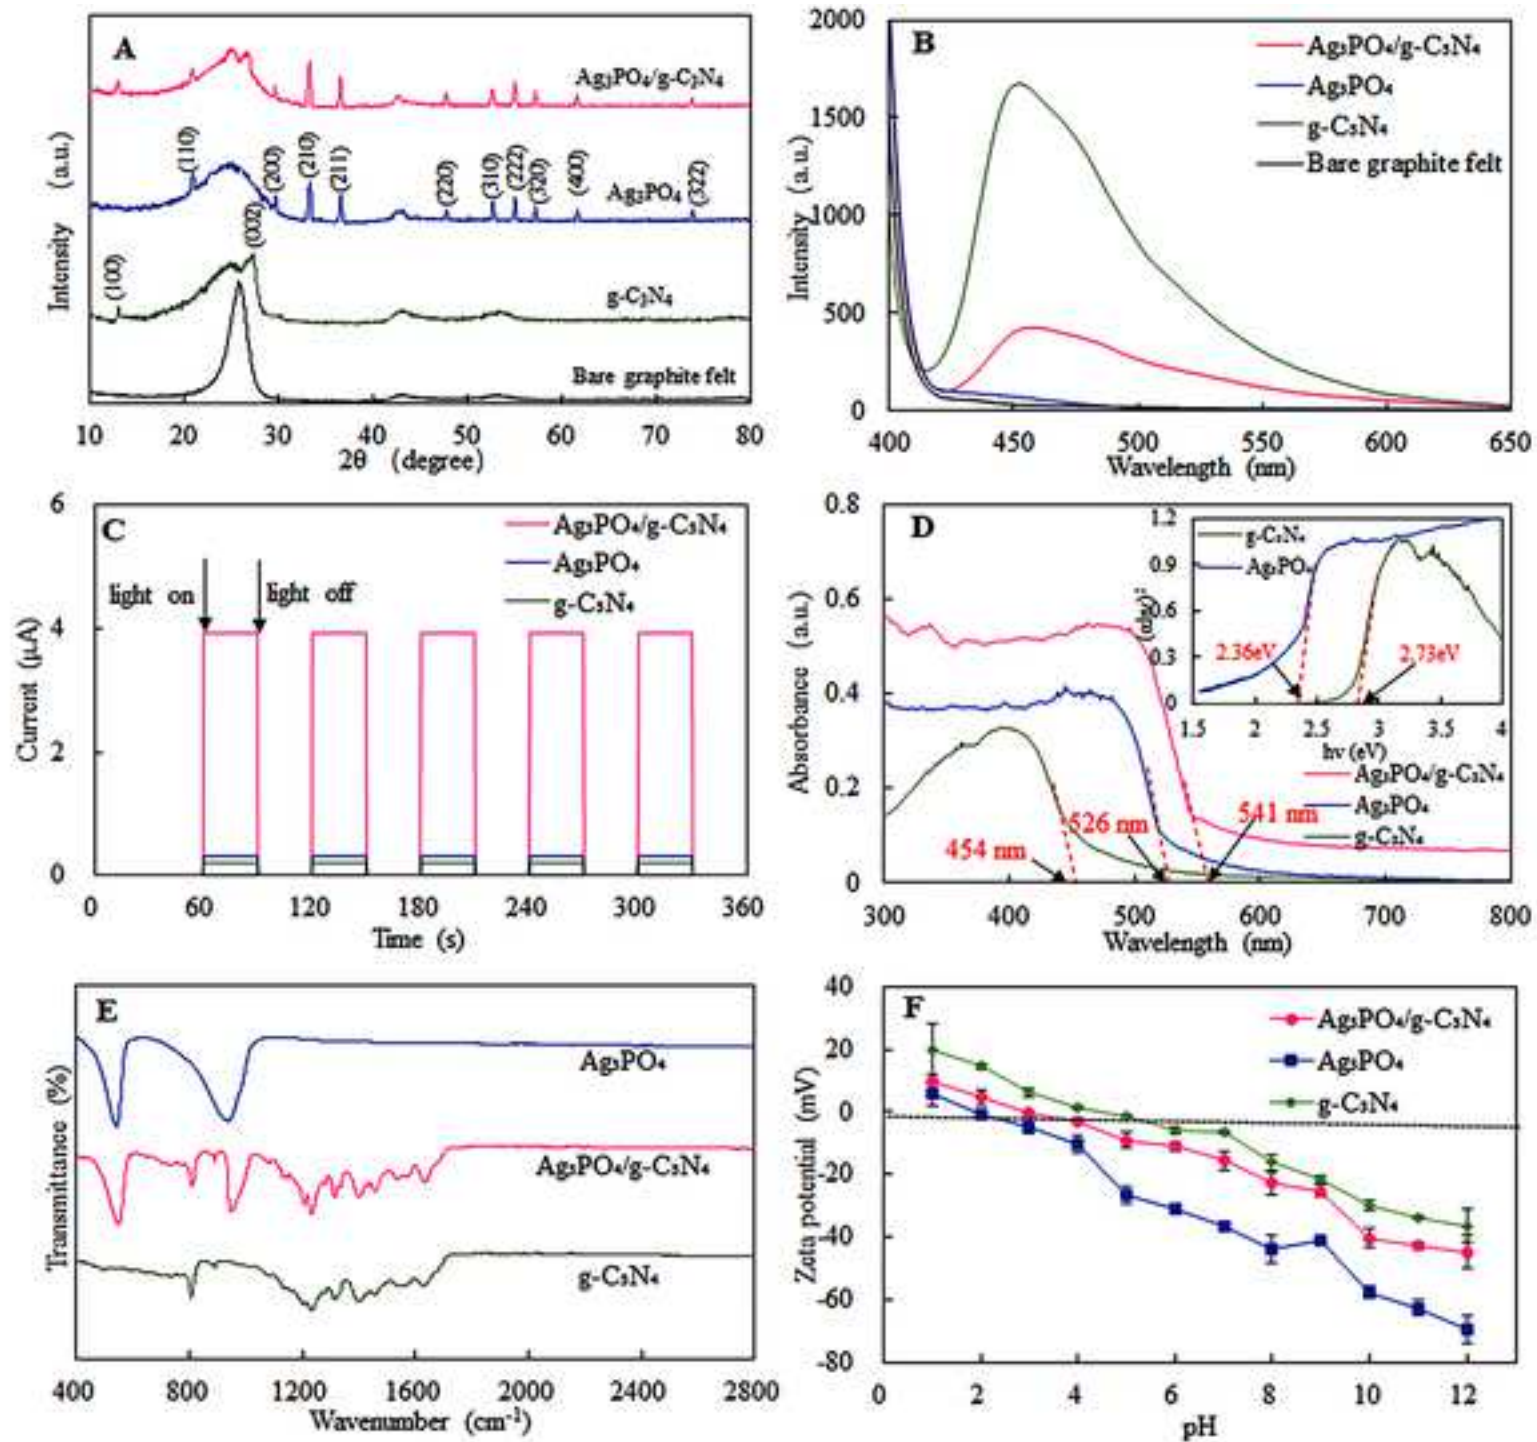 A
Ag₃PO₄/g-C₃N₄
(110)
(200)
(210)
(211)
(220)
(310)
(222)
(320)
(400)
(322)
Ag₃PO₄
(100)
(002)
g-C₃N₄
Bare graphite felt
Intensity (a.u.)
10 20 30 40 50 60 70 80
2θ (degree)
B
Ag₃PO₄/g-C₃N₄
Ag₃PO₄
g-C₃N₄
Bare graphite felt
2000
1500
1000
500
0
Intensity (a.u.)
400 450 500 550 600 650
Wavelength (nm)
C
Ag₃PO₄/g-C₃N₄
Ag₃PO₄
g-C₃N₄
light on
light off
6
4
2
0
Current (μA)
0 60 120 180 240 300 360
Time (s)
D
0.8
0.6
0.4
0.2
0
Absorbance (a.u.)
g-C₃N₄
Ag₃PO₄
1.2
0.9
0.6
0.3
0
(αhν)²
2.36eV
2.73eV
1.5 2 2.5 3 3.5 4
hν (eV)
Ag₃PO₄/g-C₃N₄
Ag₃PO₄
g-C₃N₄
454 nm
526 nm
541 nm
300 400 500 600 700 800
Wavelength (nm)
E
Ag₃PO₄
Ag₃PO₄/g-C₃N₄
g-C₃N₄
Transmittance (%)
400 800 1200 1600 2000 2400 2800
Wavenumber (cm⁻¹)
F
Ag₃PO₄/g-C₃N₄
Ag₃PO₄
g-C₃N₄
40
20
0
-20
-40
-60
-80
Zeta potential (mV)
0 2 4 6 8 10 12
pH